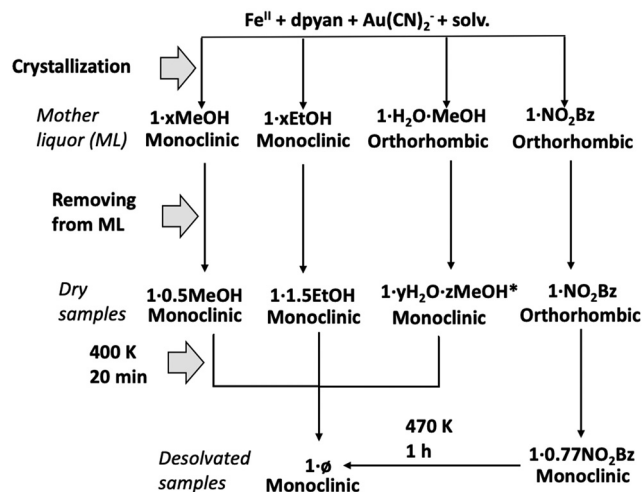 Feᴵᴵ + dpyan + Au(CN)₂⁻ + solv.
Crystallization
Mother liquor (ML)
1·xMeOH Monoclinic
1·xEtOH Monoclinic
1·H₂O·MeOH Orthorhombic
1·NO₂Bz Orthorhombic
Removing from ML
Dry samples
1·0.5MeOH Monoclinic
1·1.5EtOH Monoclinic
1·yH₂O·zMeOH* Monoclinic
1·NO₂Bz Orthorhombic
400 K
20 min
470 K
1 h
Desolvated samples
1·ø Monoclinic
1·0.77NO₂Bz Monoclinic